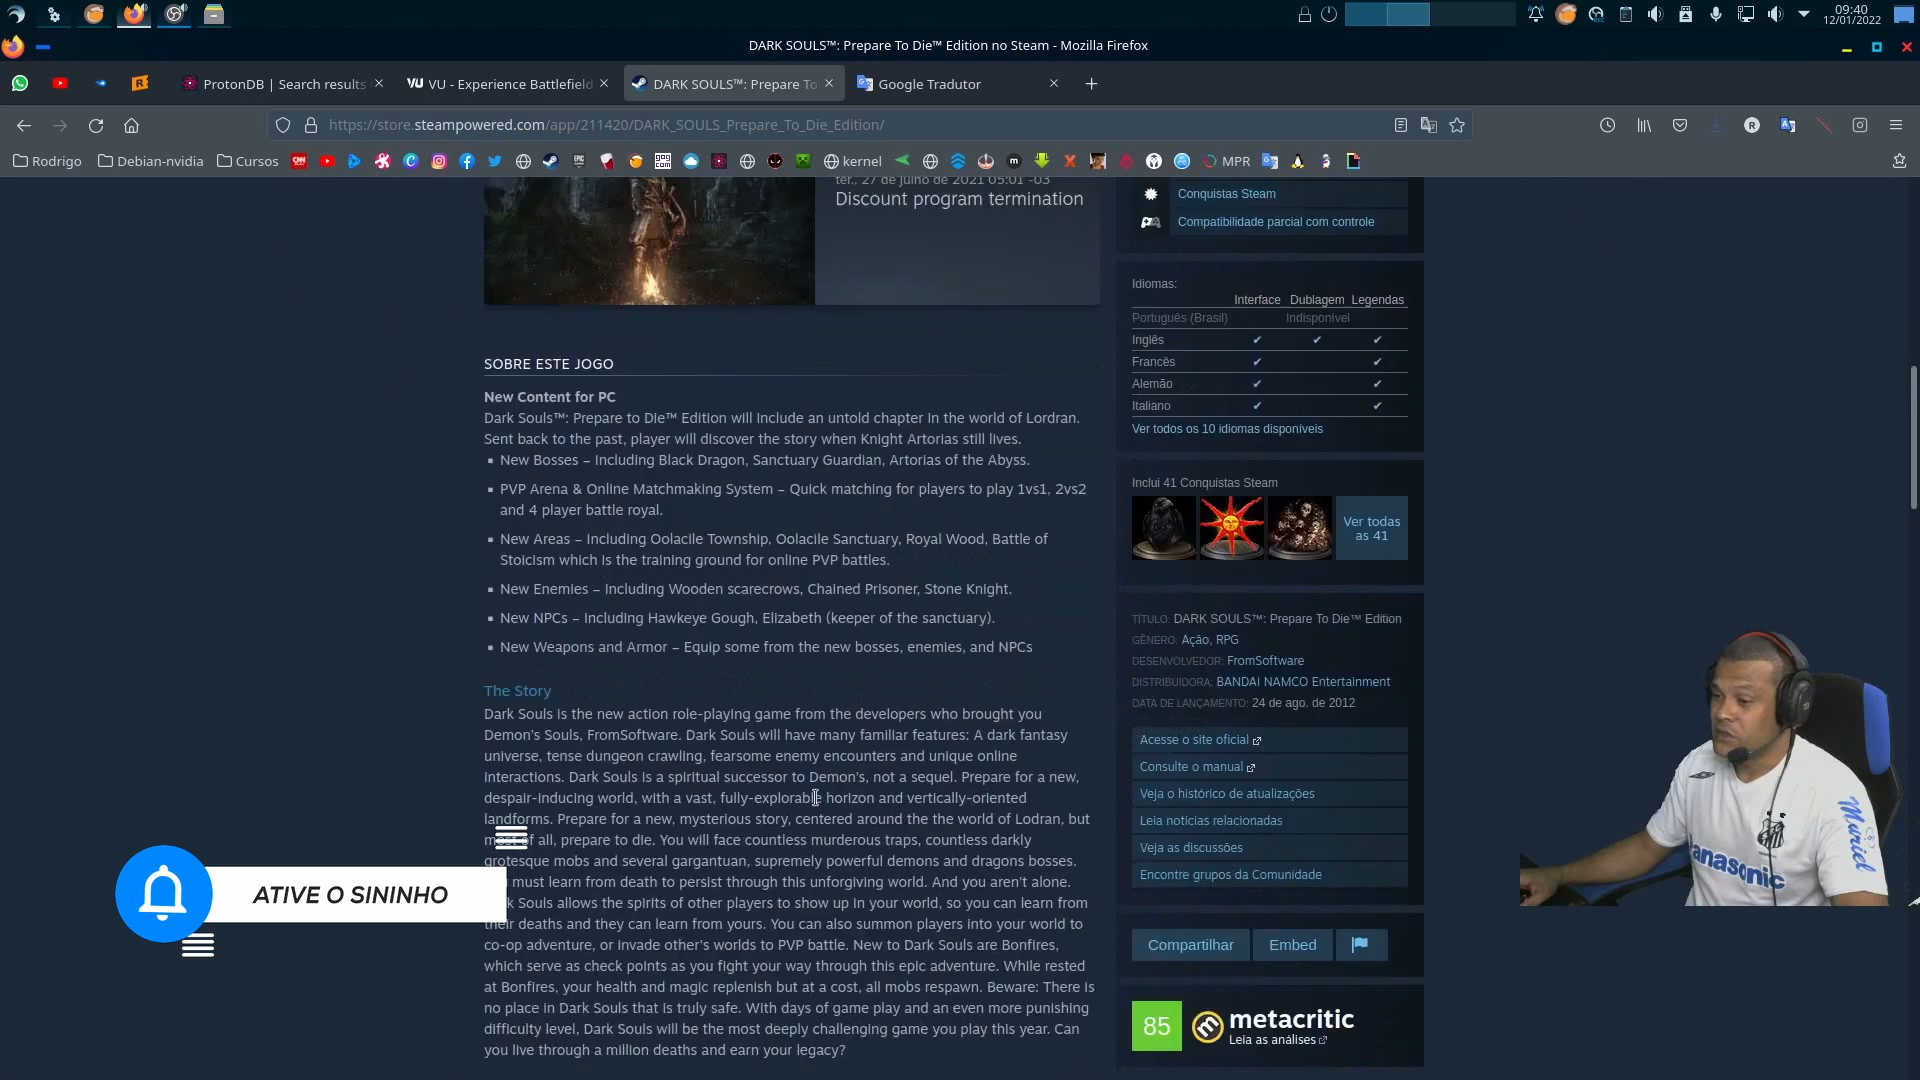 09:40
12/01/2022
DARK SOULS™: Prepare To Die™ Edition no Steam - Mozilla Firefox
ProtonDB | Search results
VU - Experience Battlefield
DARK SOULS™: Prepare To
Google Tradutor
https://store.steampowered.com/app/211420/DARK_SOULS_Prepare_To_Die_Edition/
Rodrigo
Debian-nvidia
Cursos
kernel
MPR
ter., 27 de julho de 2021 05:01 -03
Discount program termination
SOBRE ESTE JOGO
New Content for PC
Dark Souls™: Prepare to Die™ Edition will include an untold chapter in the world of Lordran.
Sent back to the past, player will discover the story when Knight Artorias still lives.
New Bosses – Including Black Dragon, Sanctuary Guardian, Artorias of the Abyss.
PVP Arena & Online Matchmaking System – Quick matching for players to play 1vs1, 2vs2
and 4 player battle royal.
New Areas – Including Oolacile Township, Oolacile Sanctuary, Royal Wood, Battle of
Stoicism which is the training ground for online PVP battles.
New Enemies – Including Wooden scarecrows, Chained Prisoner, Stone Knight.
New NPCs – Including Hawkeye Gough, Elizabeth (keeper of the sanctuary).
New Weapons and Armor – Equip some from the new bosses, enemies, and NPCs
The Story
Dark Souls is the new action role-playing game from the developers who brought you
Demon's Souls, FromSoftware. Dark Souls will have many familiar features: A dark fantasy
universe, tense dungeon crawling, fearsome enemy encounters and unique online
interactions. Dark Souls is a spiritual successor to Demon's, not a sequel. Prepare for a new,
despair-inducing world, with a vast, fully-explorable horizon and vertically-oriented
landforms. Prepare for a new, mysterious story, centered around the the world of Lordran, but
most of all, prepare to die. You will face countless murderous traps, countless darkly
grotesque mobs and several gargantuan, supremely powerful demons and dragons bosses.
must learn from death to persist through this unforgiving world. And you aren't alone.
Souls allows the spirits of other players to show up in your world, so you can learn from
their deaths and they can learn from yours. You can also summon players into your world to
co-op adventure, or invade other's worlds to PVP battle. New to Dark Souls are Bonfires,
which serve as check points as you fight your way through this epic adventure. While rested
at Bonfires, your health and magic replenish but at a cost, all mobs respawn. Beware: There is
no place in Dark Souls that is truly safe. With days of game play and an even more punishing
difficulty level, Dark Souls will be the most deeply challenging game you play this year. Can
you live through a million deaths and earn your legacy?
Conquistas Steam
Compatibilidade parcial com controle
Idiomas:
Interface Dublagem Legendas
Português (Brasil) Indisponível
Inglês ✔ ✔ ✔
Francês ✔ ✔
Alemão ✔ ✔
Italiano ✔ ✔
Ver todos os 10 idiomas disponíveis
Inclui 41 Conquistas Steam
Ver todas
as 41
TÍTULO: DARK SOULS™: Prepare To Die™ Edition
GÊNERO: Ação, RPG
DESENVOLVEDOR: FromSoftware
DISTRIBUIDORA: BANDAI NAMCO Entertainment
DATA DE LANÇAMENTO: 24 de ago. de 2012
Acesse o site oficial
Consulte o manual
Veja o histórico de atualizações
Leia notícias relacionadas
Veja as discussões
Encontre grupos da Comunidade
Compartilhar
Embed
85
metacritic
Leia as análises
ATIVE O SININHO
Muriel
Panasonic